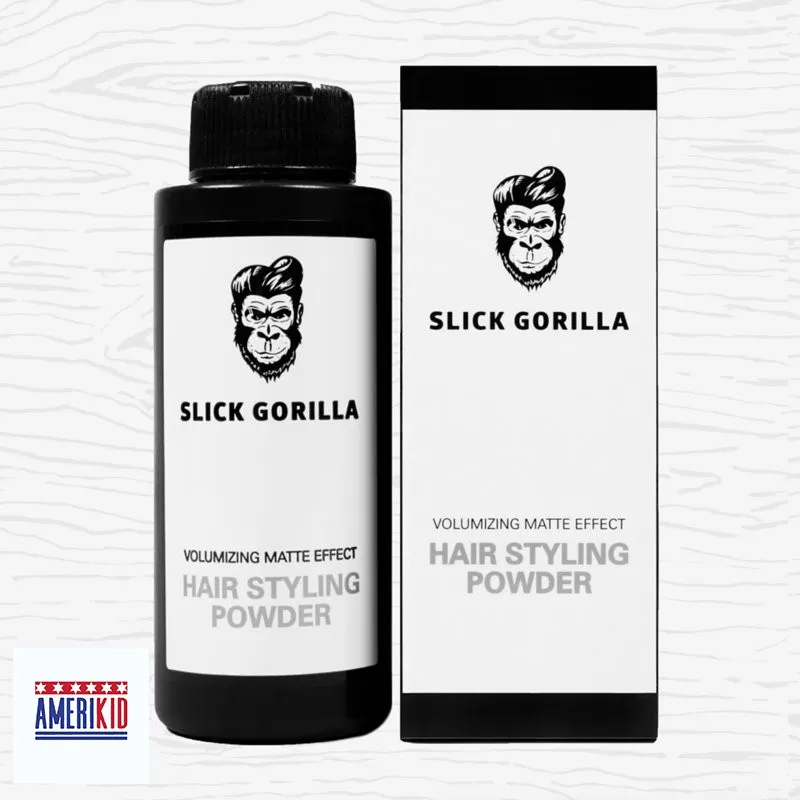 SLICK GORILLA
VOLUMIZING MATTE EFFECT
HAIR STYLING
POWDER
SLICK GORILLA
VOLUMIZING MATTE EFFECT
HAIR STYLING
POWDER
AMERIKID